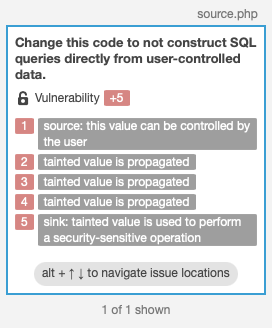 source.php
Change this code to not construct SQL
queries directly from user-controlled
data.
Vulnerability +5
1 source: this value can be controlled by
the user
2 tainted value is propagated
3 tainted value is propagated
4 tainted value is propagated
5 sink: tainted value is used to perform
a security-sensitive operation
alt + ↑ ↓ to navigate issue locations
1 of 1 shown